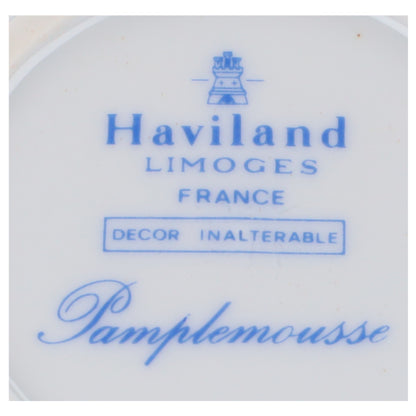 Haviland
LIMOGES
FRANCE
DECOR INALTERABLE
Pamplemousse